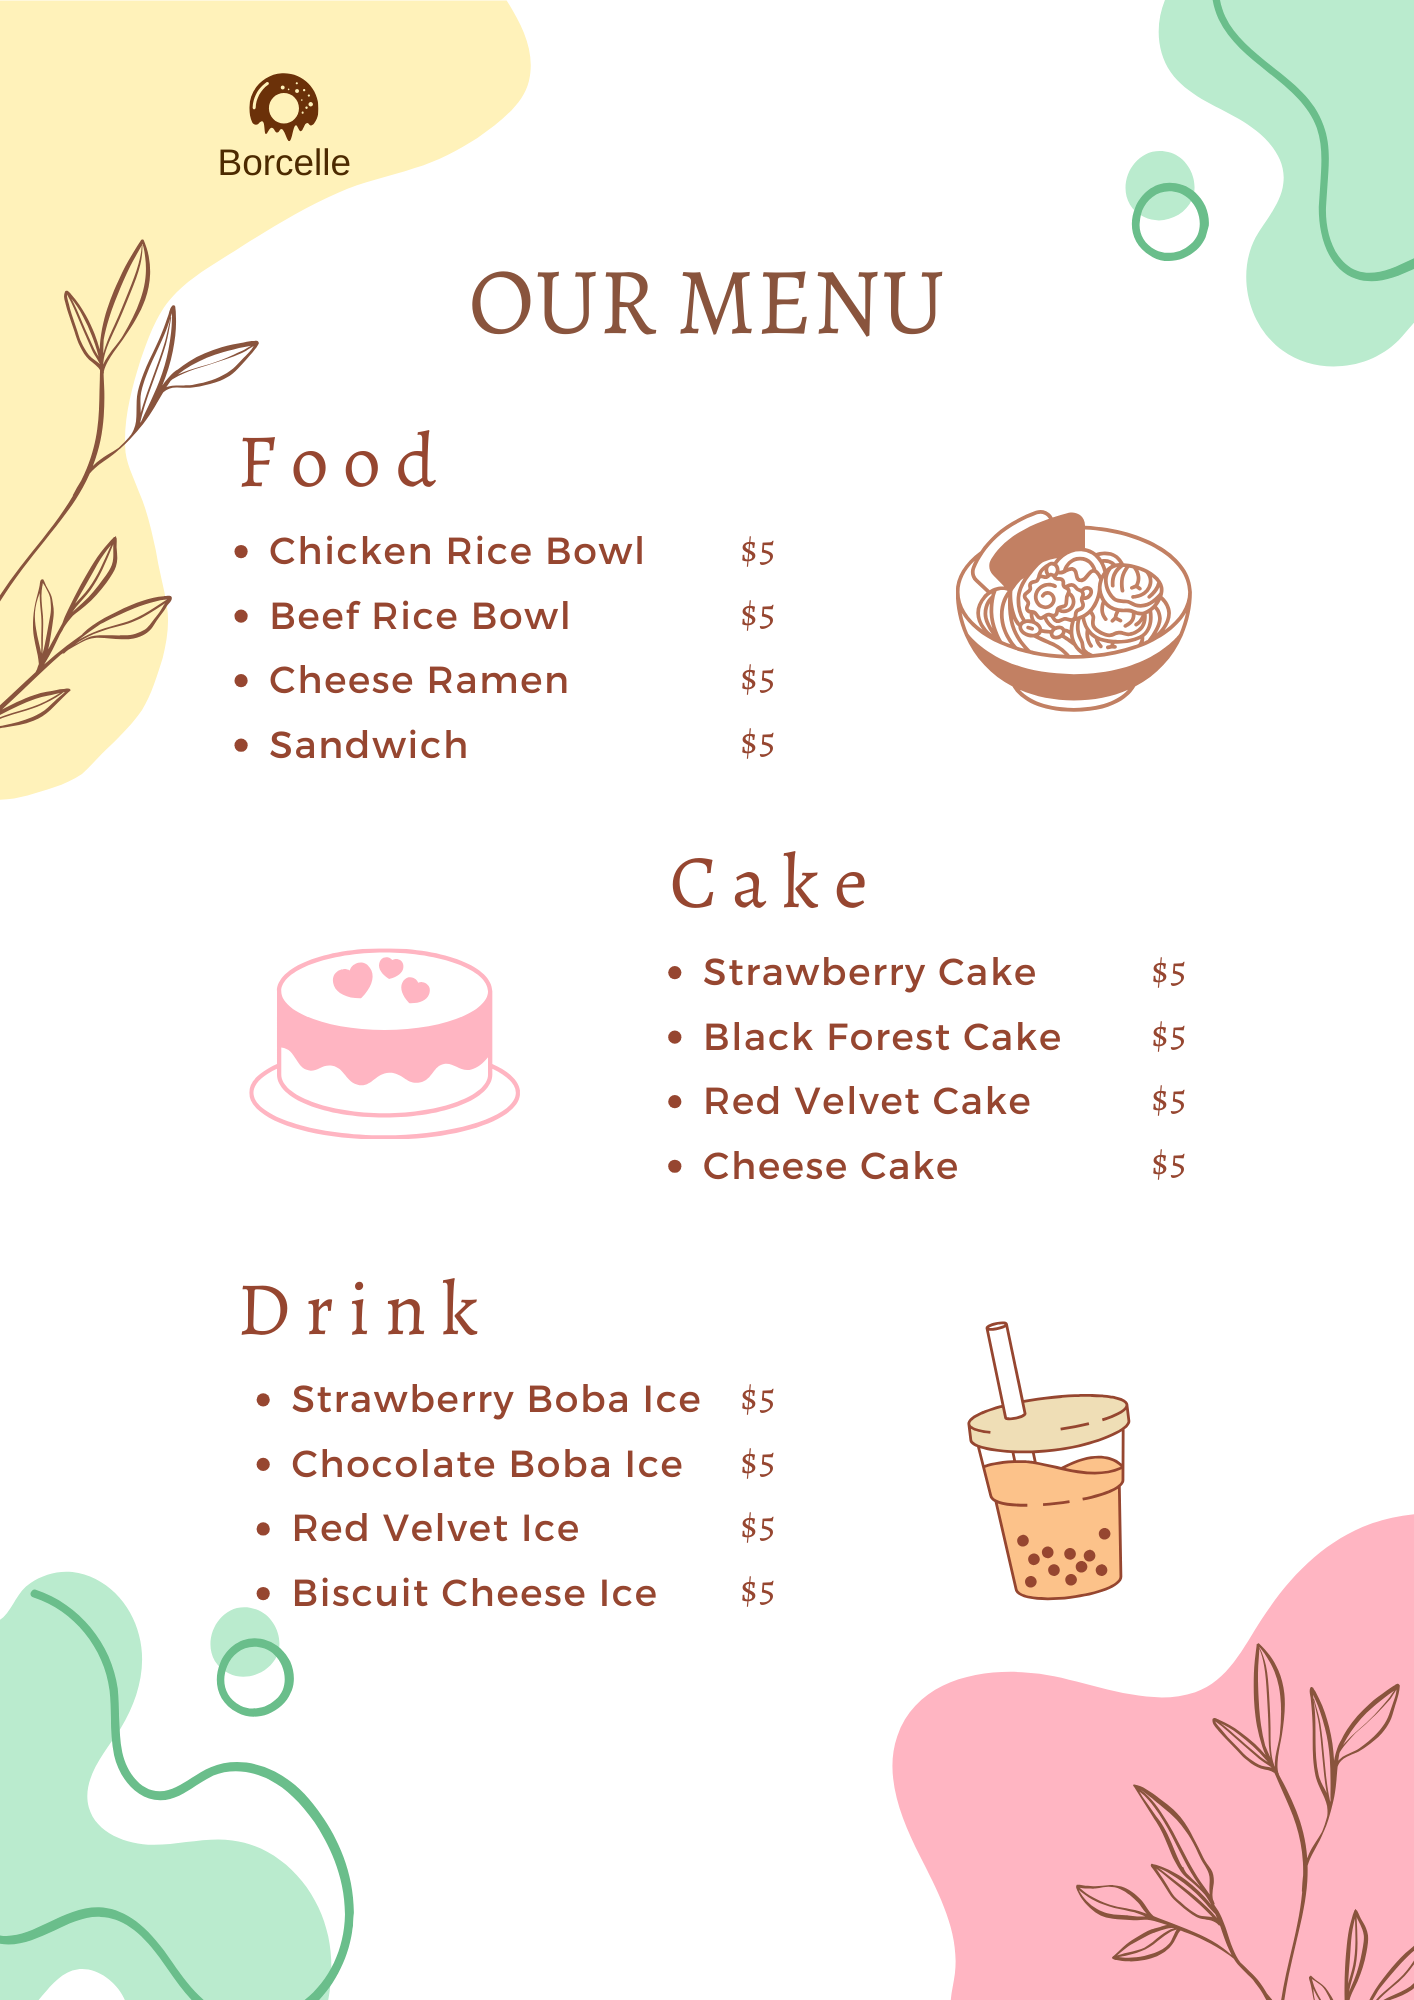 Borcelle
OUR MENU
Food
• Chicken Rice Bowl $5
• Beef Rice Bowl $5
• Cheese Ramen $5
• Sandwich $5
Cake
• Strawberry Cake $5
• Black Forest Cake $5
• Red Velvet Cake $5
• Cheese Cake $5
Drink
• Strawberry Boba Ice $5
• Chocolate Boba Ice $5
• Red Velvet Ice $5
• Biscuit Cheese Ice $5